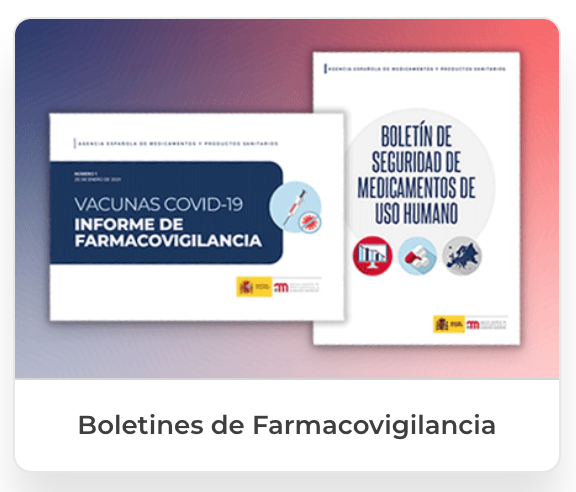 AGENCIA ESPAÑOLA DE MEDICAMENTOS Y PRODUCTOS SANITARIOS
BOLETÍN DE
SEGURIDAD DE
MEDICAMENTOS DE
USO HUMANO
AGENCIA ESPAÑOLA DE MEDICAMENTOS Y PRODUCTOS SANITARIOS
NÚMERO 1
VACUNAS COVID-19
INFORME DE
FARMACOVIGILANCIA
Boletines de Farmacovigilancia